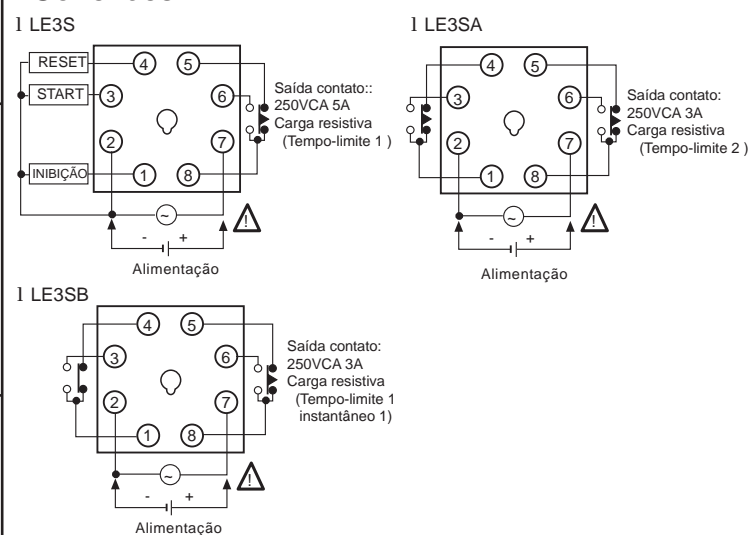 l LE3S
RESET
START
INIBIÇÃO
4
5
3
6
2
7
1
8
Saída contato::
250VCA 5A
Carga resistiva
(Tempo-limite 1 )
~
!
- +
Alimentação
l LE3SA
4
5
3
6
2
7
1
8
Saída contato:
250VCA 3A
Carga resistiva
(Tempo-limite 2 )
~
!
- +
Alimentação
l LE3SB
4
5
3
6
2
7
1
8
Saída contato:
250VCA 3A
Carga resistiva
(Tempo-limite 1
instantâneo 1)
~
!
- +
Alimentação